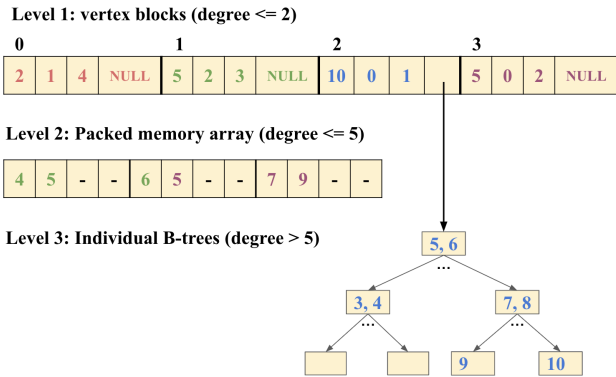 Level 1: vertex blocks (degree <= 2)
0 1 2 3
2 1 4 NULL 5 2 3 NULL 10 0 1 5 0 2 NULL
Level 2: Packed memory array (degree <= 5)
4 5 - - 6 5 - - 7 9 - -
Level 3: Individual B-trees (degree > 5)
5, 6
...
3, 4 7, 8
... ...
9 10